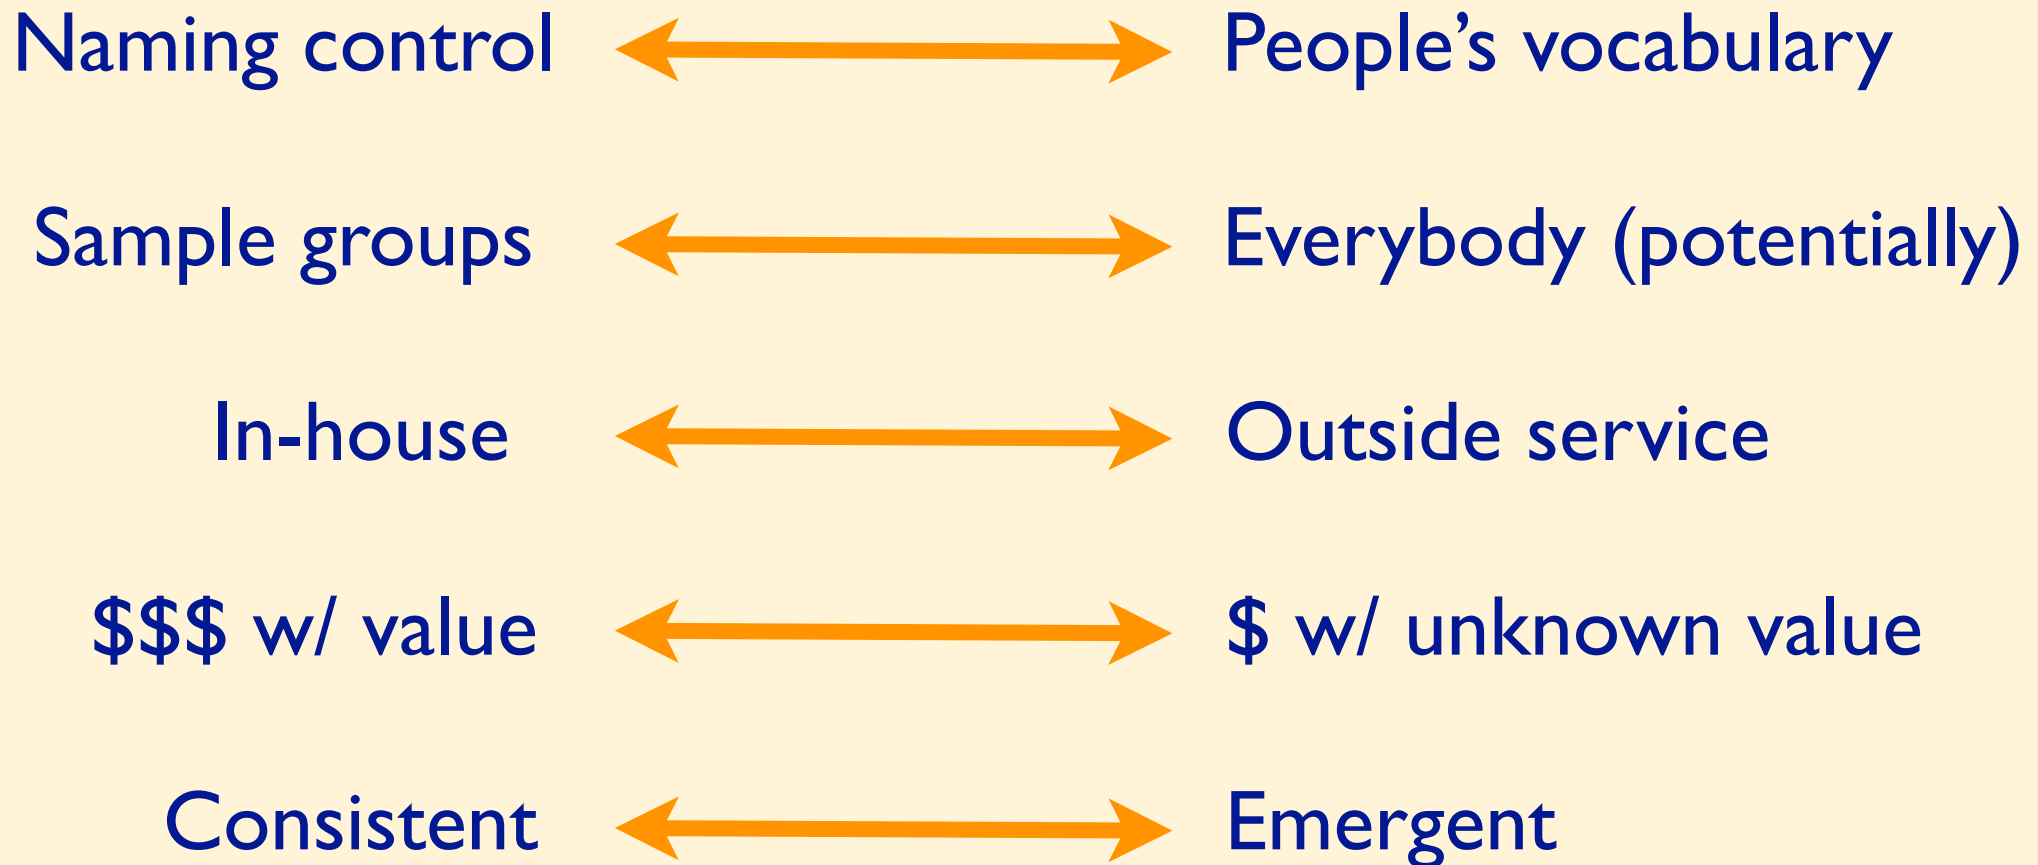 Naming control People’s vocabulary
Sample groups Everybody (potentially)
In-house Outside service
$$$ w/ value $ w/ unknown value
Consistent Emergent